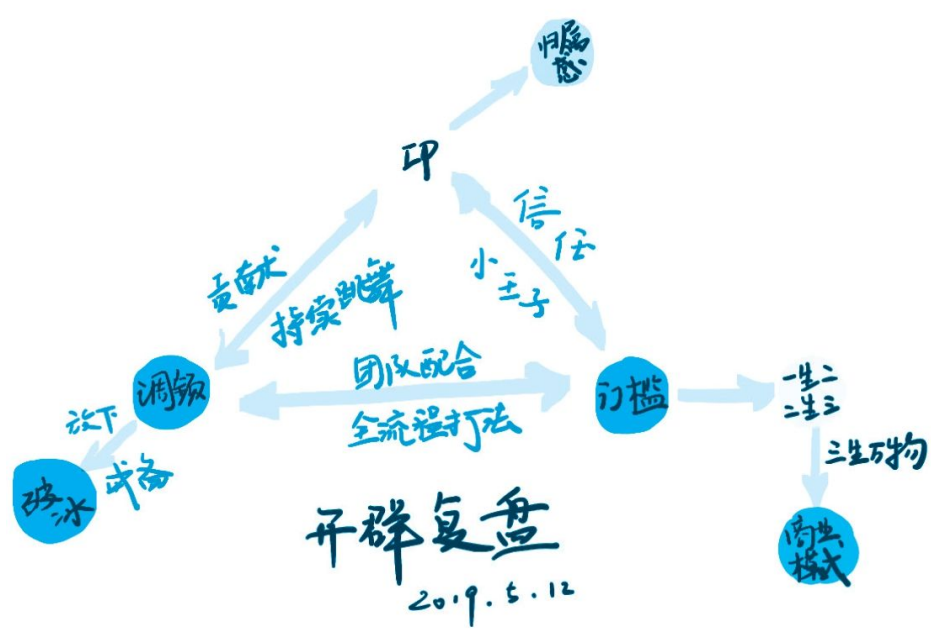 归属
感
印
信
任
小
王
子
贡献
持续跳舞
团队配合
全流程打法
调频
门槛
一生二
二生三
三生万物
放下
戒备
破冰
商业
模式
开群复盘
2019.5.12